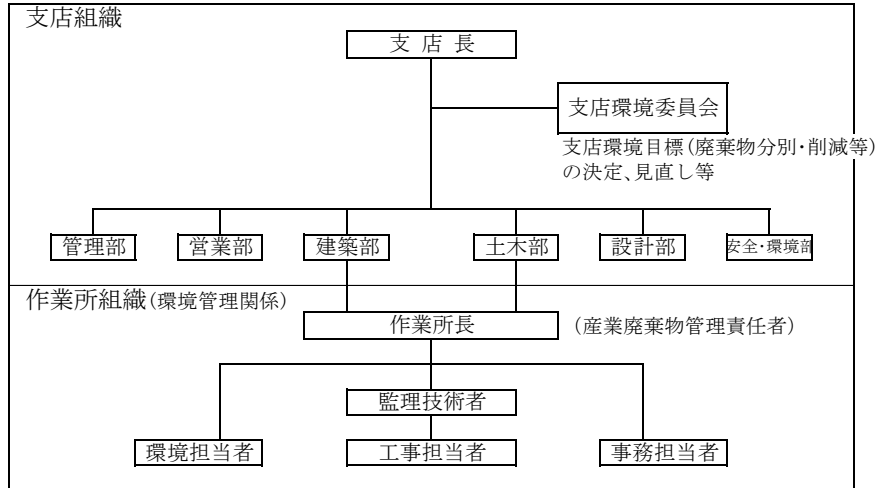 支店組織
支 店 長
支店環境委員会
支店環境目標(廃棄物分別・削減等)
の決定、見直し等
管理部 営業部 建築部 土木部 設計部 安全・環境部
作業所組織(環境管理関係)
作業所長 (産業廃棄物管理責任者)
監理技術者
環境担当者 工事担当者 事務担当者